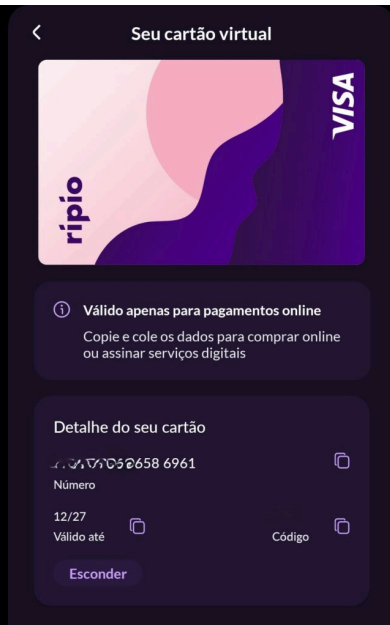 Seu cartão virtual
VISA
rípio
Válido apenas para pagamentos online
Copie e cole os dados para comprar online
ou assinar serviços digitais
Detalhe do seu cartão
6961
Número
12/27
Válido até
Código
Esconder